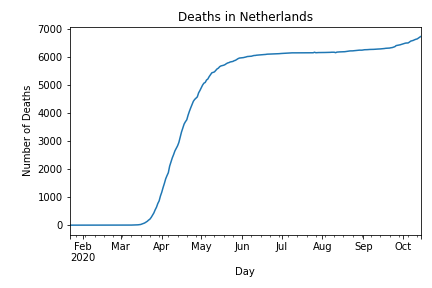 Deaths in Netherlands
Number of Deaths
7000
6000
5000
4000
3000
2000
1000
0
Feb Mar Apr May Jun Jul Aug Sep Oct
2020
Day